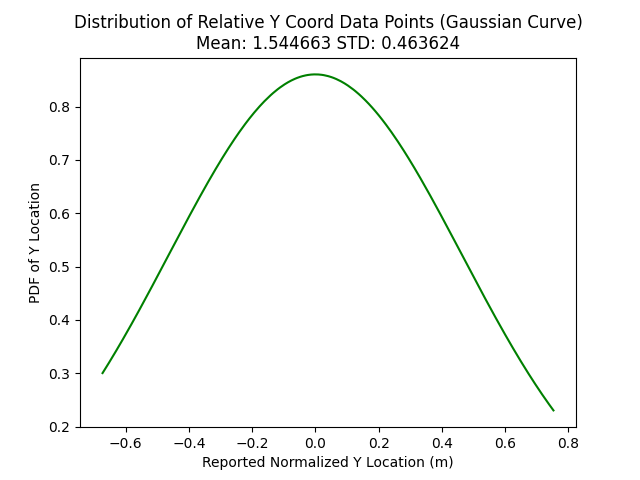 Distribution of Relative Y Coord Data Points (Gaussian Curve)
Mean: 1.544663 STD: 0.463624
PDF of Y Location
0.8
0.7
0.6
0.5
0.4
0.3
0.2
−0.6 −0.4 −0.2 0.0 0.2 0.4 0.6 0.8
Reported Normalized Y Location (m)